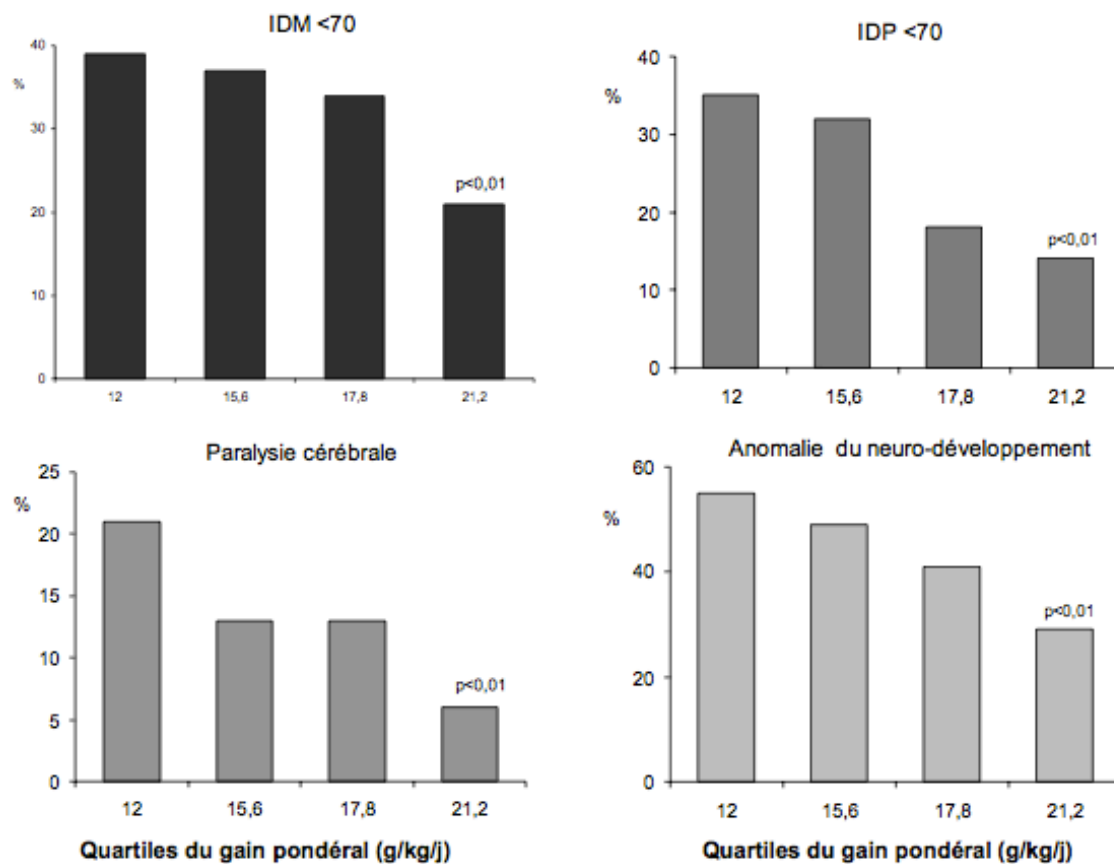 IDM <70
40
%
30
20
10
0
p<0,01
12 15,6 17,8 21,2
IDP <70
40
%
30
20
10
0
p<0,01
12 15,6 17,8 21,2
Paralysie cérébrale
25
%
20
15
10
5
0
p<0,01
12 15,6 17,8 21,2
Quartiles du gain pondéral (g/kg/j)
Anomalie du neuro-développement
60
%
40
20
0
p<0,01
12 15,6 17,8 21,2
Quartiles du gain pondéral (g/kg/j)